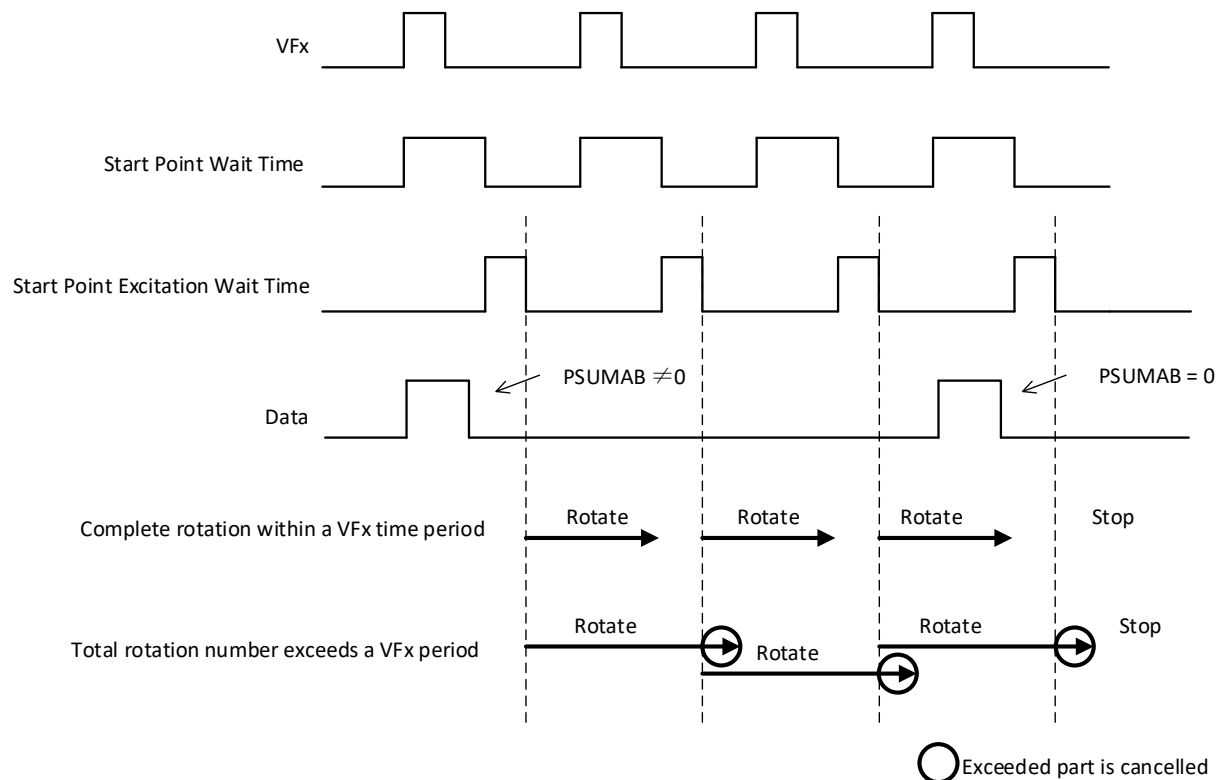 VFx
Start Point Wait Time
Start Point Excitation Wait Time
PSUMAB ≠0
PSUMAB = 0
Data
Rotate
Rotate
Rotate
Stop
Complete rotation within a VFx time period
Rotate
Rotate
Stop
Total rotation number exceeds a VFx period
Rotate
Exceeded part is cancelled